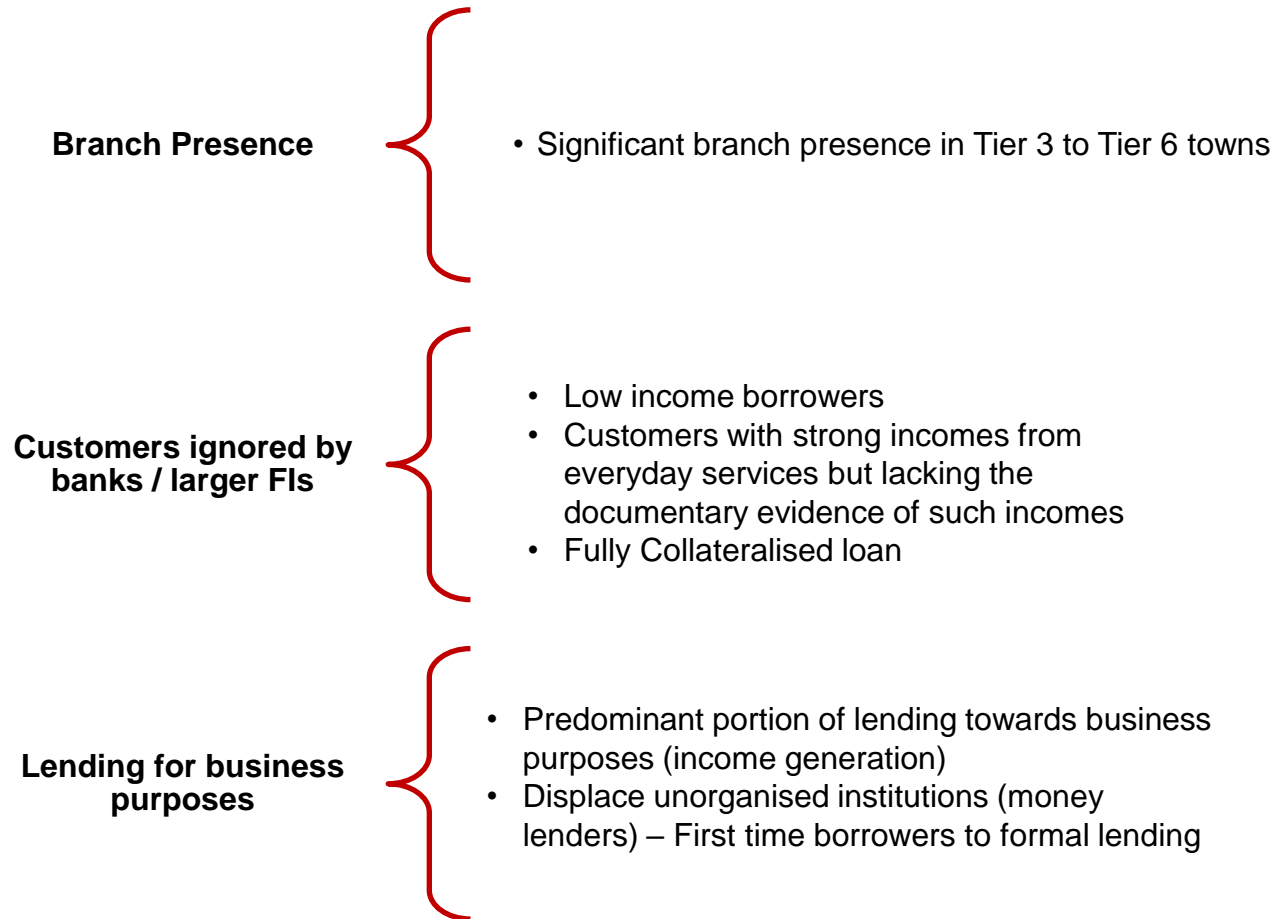 Branch Presence
• Significant branch presence in Tier 3 to Tier 6 towns
Customers ignored by
banks / larger FIs
• Low income borrowers
• Customers with strong incomes from
everyday services but lacking the
documentary evidence of such incomes
• Fully Collateralised loan
Lending for business
purposes
• Predominant portion of lending towards business
purposes (income generation)
• Displace unorganised institutions (money
lenders) – First time borrowers to formal lending